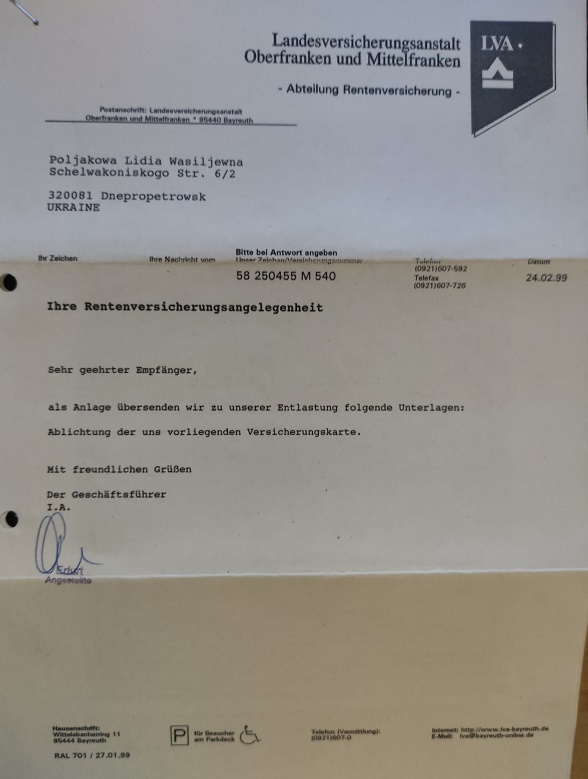 Landesversicherungsanstalt
Oberfranken und Mittelfranken
LVA
- Abteilung Rentenversicherung -
Postanschrift: Landesversicherungsanstalt
Oberfranken und Mittelfranken * 95440 Bayreuth
Poljakowa Lidia Wasiljewna
Schelwakoniskogo Str. 6/2
320081 Dnepropetrowsk
UKRAINE
Ihr Zeichen
Ihre Nachricht vom
Bitte bei Antwort angeben
Unser Zeichen/Versicherungsnummer
58 250455 M 540
Telefon
(0921)607-592
Telefax
(0921)607-726
Datum
24.02.99
Ihre Rentenversicherungsangelegenheit
Sehr geehrter Empfänger,
als Anlage übersenden wir zu unserer Entlastung folgende Unterlagen:
Ablichtung der uns vorliegenden Versicherungskarte.
Mit freundlichen Grüßen
Der Geschäftsführer
I.A.
Angestellte
Hausanschrift:
Wittelsbacherring 11
95444 Bayreuth
P
für Besucher
am Parkdeck
Telefon (Vermittlung):
(0921)607-0
Internet: http://www.lva-bayreuth.de
E-Mail: lva@bayreuth-online.de
RAL 701 / 27.01.99